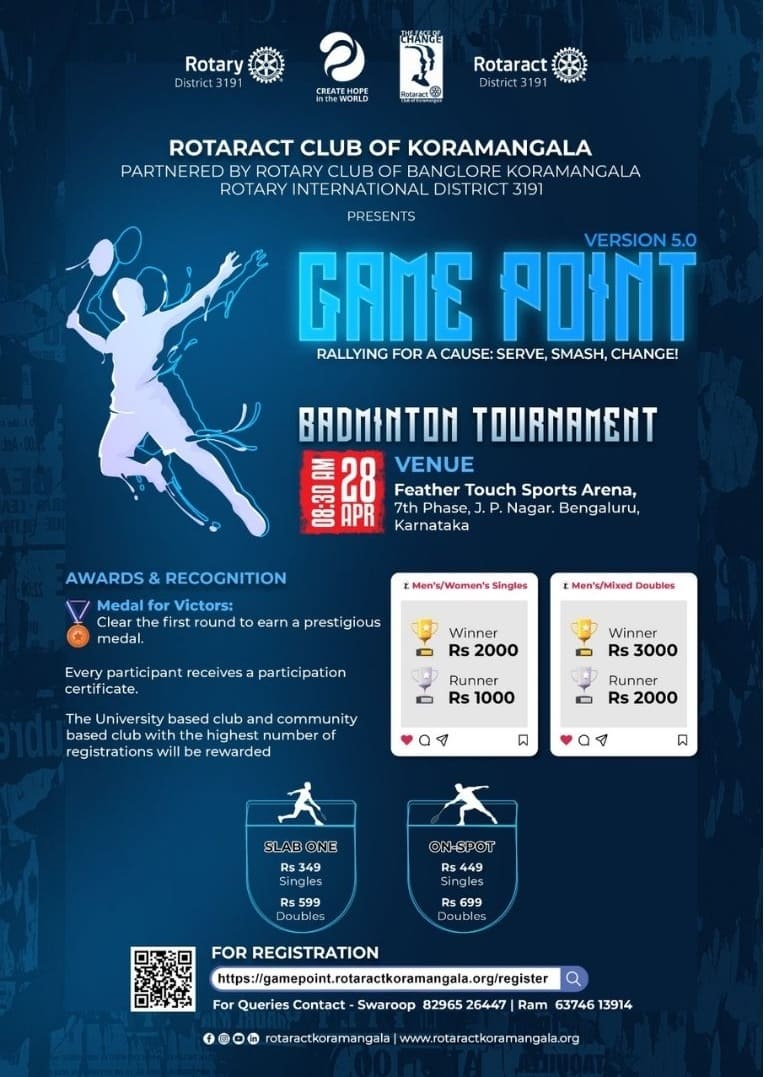 Rotary
District 3191
CREATE HOPE
in the WORLD
THE FACE OF
CHANGE
Rotaract
Club of Koramangala
Rotaract
District 3191
ROTARACT CLUB OF KORAMANGALA
PARTNERED BY ROTARY CLUB OF BANGLORE KORAMANGALA
ROTARY INTERNATIONAL DISTRICT 3191
PRESENTS
VERSION 5.0
GAME POINT
RALLYING FOR A CAUSE: SERVE, SMASH, CHANGE!
BADMINTON TOURNAMENT
08:30 AM
28
APR
VENUE
Feather Touch Sports Arena,
7th Phase, J. P. Nagar. Bengaluru,
Karnataka
AWARDS & RECOGNITION
Medal for Victors:
Clear the first round to earn a prestigious
medal.
Every participant receives a participation
certificate.
The University based club and community
based club with the highest number of
registrations will be rewarded
Men's/Women's Singles
Winner
Rs 2000
Runner
Rs 1000
Men's/Mixed Doubles
Winner
Rs 3000
Runner
Rs 2000
SLAB ONE
Rs 349
Singles
Rs 599
Doubles
ON-SPOT
Rs 449
Singles
Rs 699
Doubles
FOR REGISTRATION
https://gamepoint.rotaractkoramangala.org/register
For Queries Contact - Swaroop 82965 26447 | Ram 63746 13914
rotaractkoramangala | www.rotaractkoramangala.org